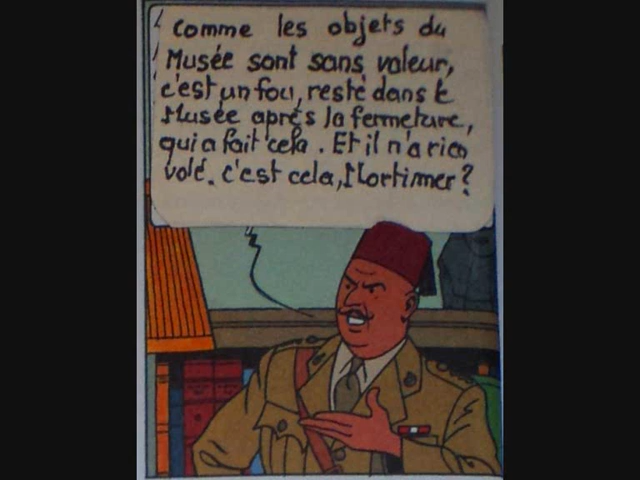 Comme les objets du
Musée sont sans valeur,
c'est un fou, resté dans le
Musée aprés la fermeture,
qui a fait cela. Et il n'a rien
volé. c'est cela, Mortimer?